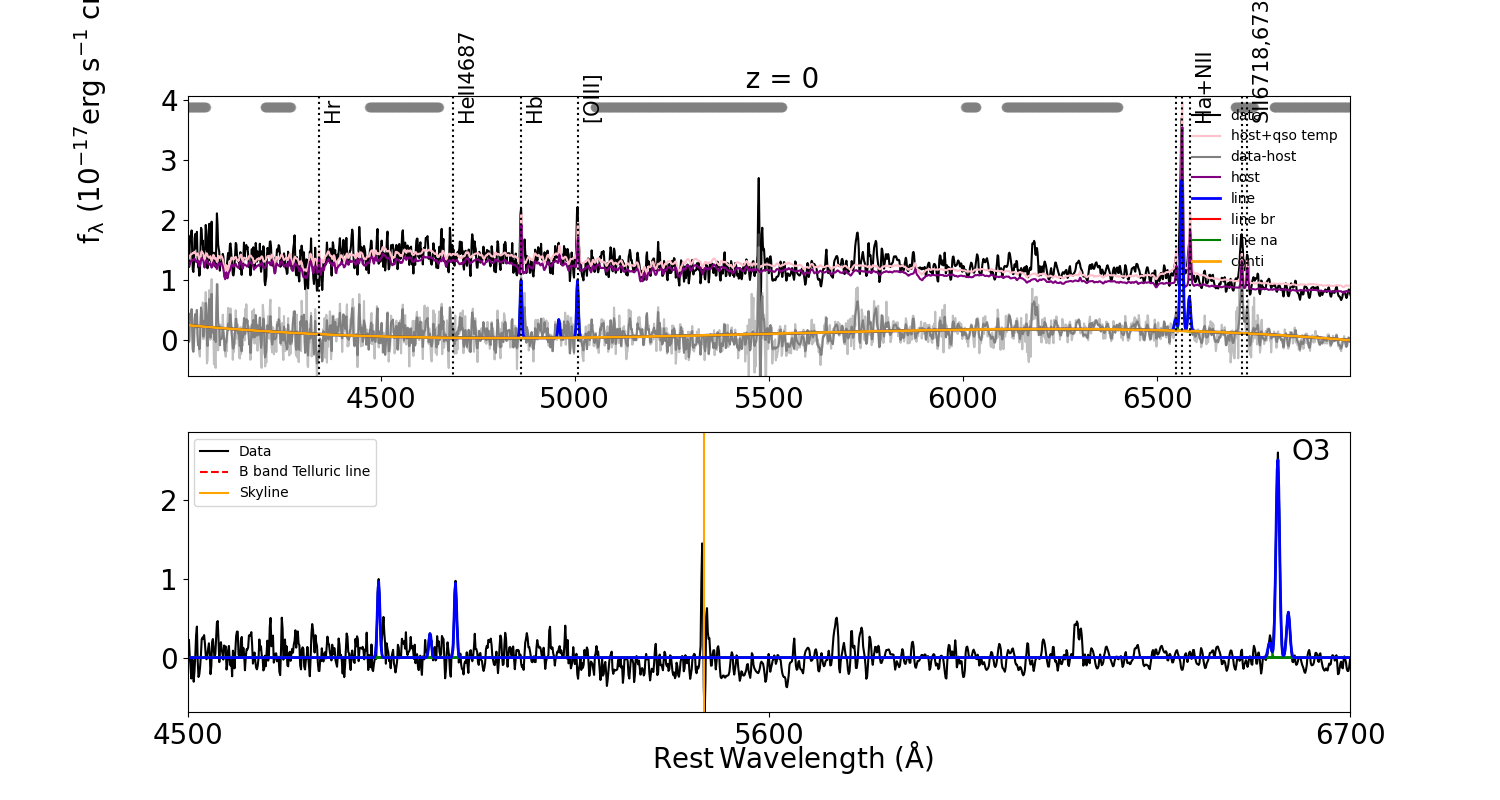 z = 0
f_λ (10^−17 erg s^−1 c
Hr
HeII4687
Hb
[OIII]
Ha+NII
SII6718,673
data
host+qso temp
data-host
host
line
line br
line na
conti
4
3
2
1
0
4500 5000 5500 6000 6500
Data
B band Telluric line
Skyline
O3
2
1
0
4500 5600 6700
Rest Wavelength (Å)